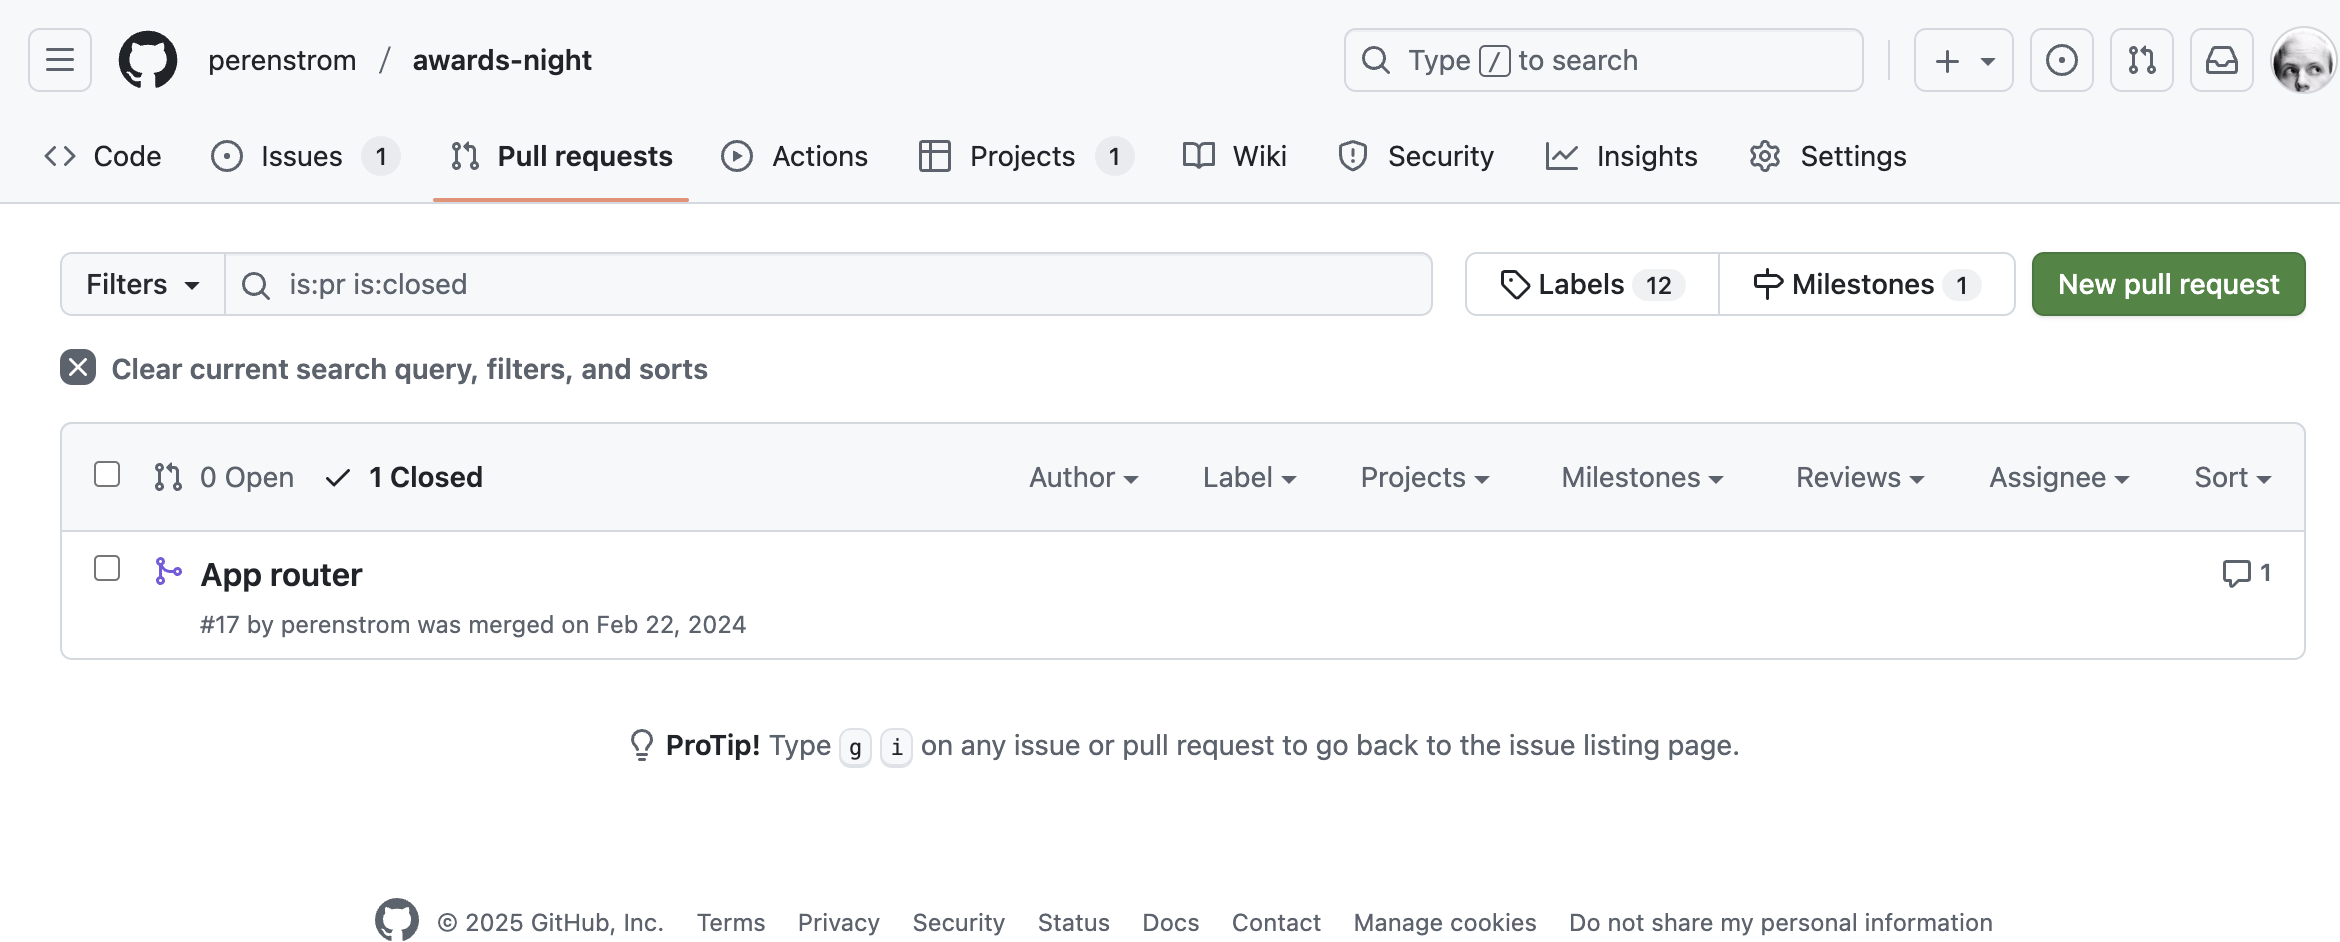 perenstrom / awards-night
Type / to search
Code
Issues 1
Pull requests
Actions
Projects 1
Wiki
Security
Insights
Settings
Filters
is:pr is:closed
Labels 12
Milestones 1
New pull request
Clear current search query, filters, and sorts
0 Open
1 Closed
Author
Label
Projects
Milestones
Reviews
Assignee
Sort
App router
1
#17 by perenstrom was merged on Feb 22, 2024
ProTip! Type g i on any issue or pull request to go back to the issue listing page.
© 2025 GitHub, Inc.
Terms
Privacy
Security
Status
Docs
Contact
Manage cookies
Do not share my personal information